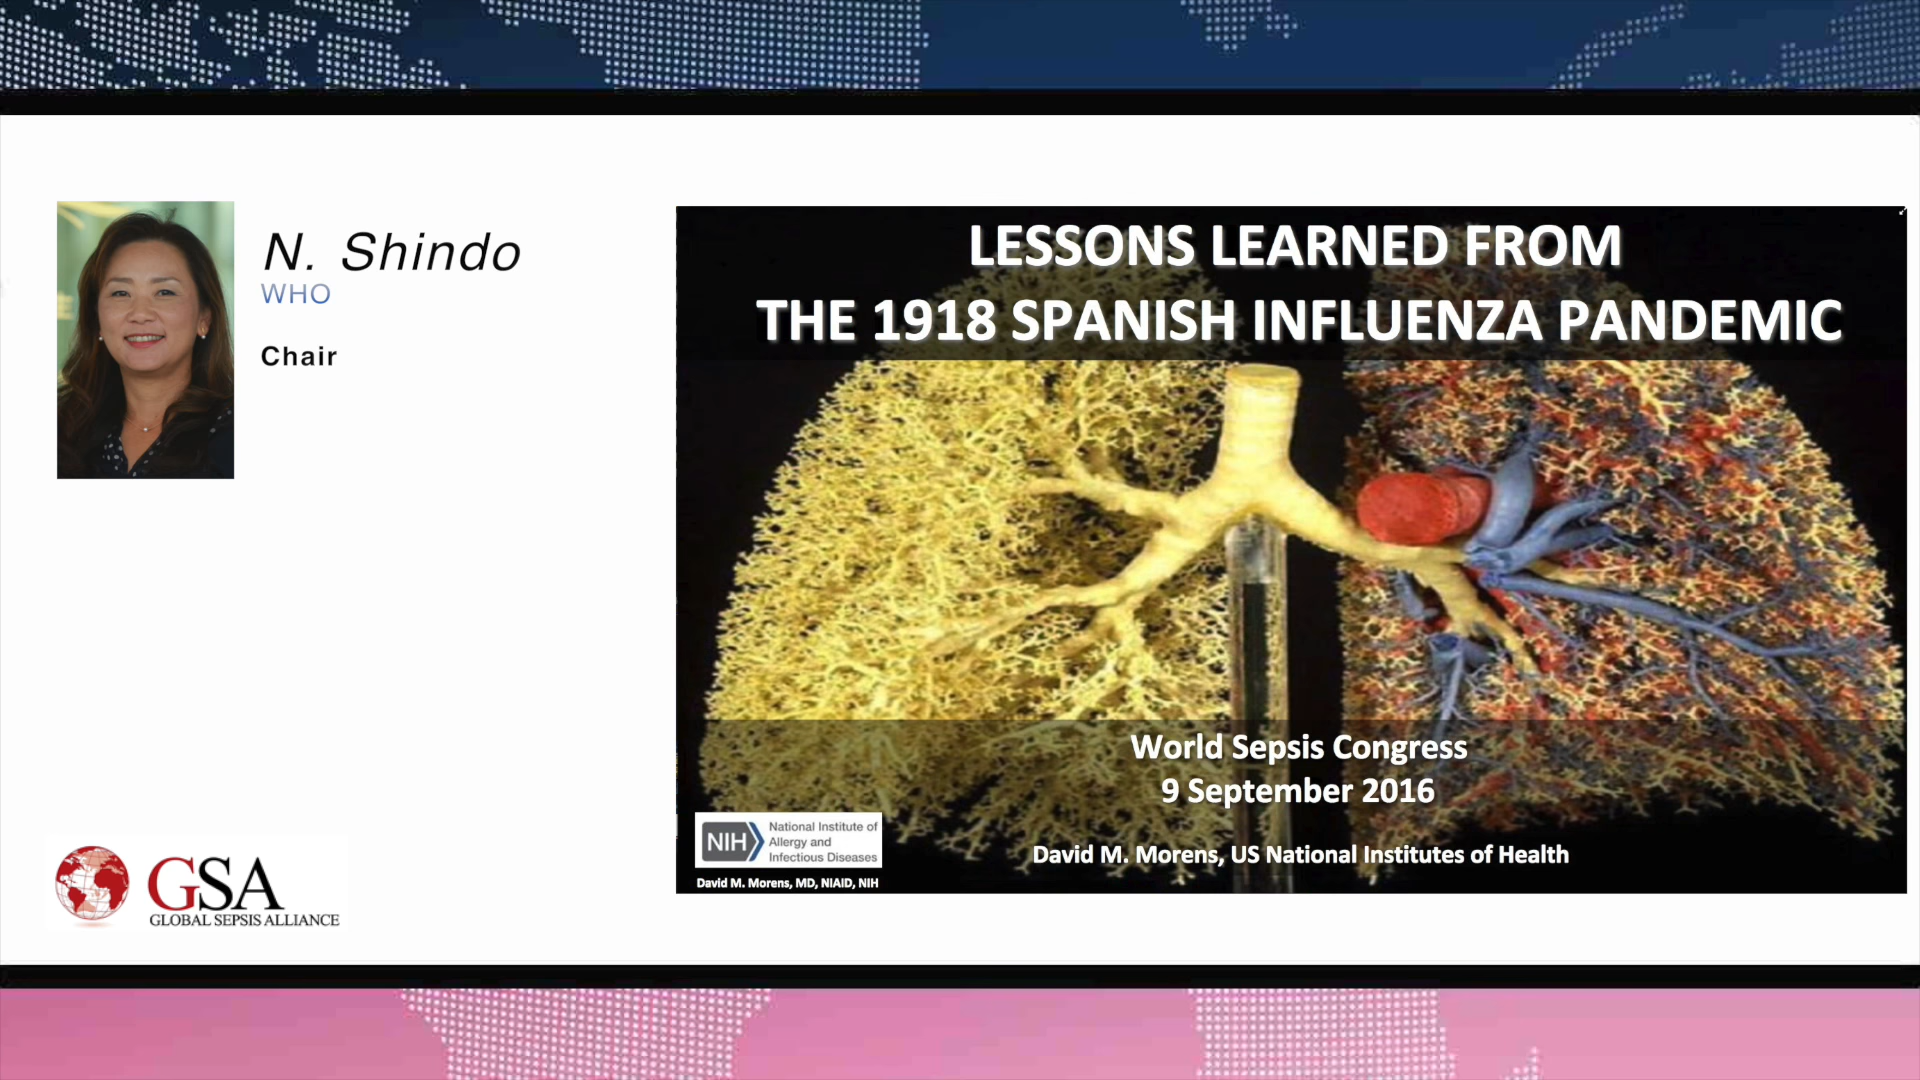 N. Shindo
WHO
Chair
LESSONS LEARNED FROM
THE 1918 SPANISH INFLUENZA PANDEMIC
World Sepsis Congress
9 September 2016
David M. Morens, US National Institutes of Health
NIH
National Institute of
Allergy and
Infectious Diseases
David M. Morens, MD, NIAID, NIH
GSA
GLOBAL SEPSIS ALLIANCE